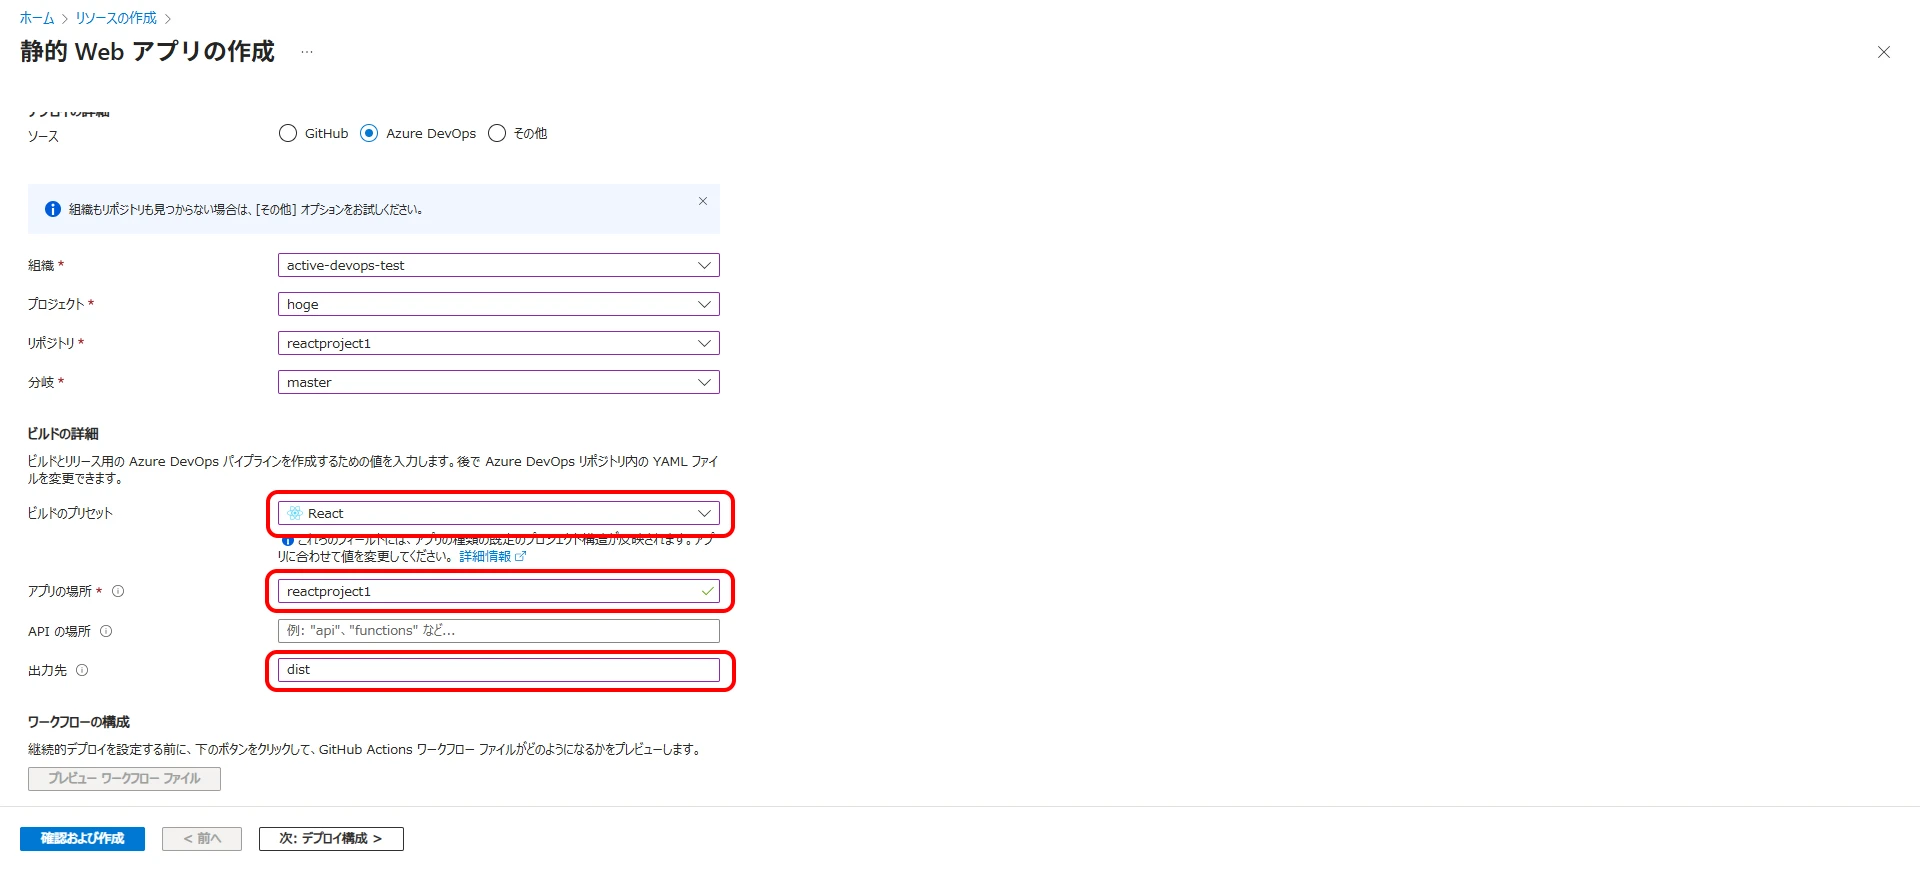 ホーム > リソースの作成 >
静的 Web アプリの作成 …
デプロイの詳細
ソース
GitHub Azure DevOps その他
組織もリポジトリも見つからない場合は、[その他] オプションをお試しください。
組織 * active-devops-test
プロジェクト * hoge
リポジトリ * reactproject1
分岐 * master
ビルドの詳細
ビルドとリリース用の Azure DevOps パイプラインを作成するための値を入力します。後で Azure DevOps リポジトリ内の YAML ファイ
ルを変更できます。
ビルドのプリセット React
これらのフィールドには、アプリの種類の既定のプロジェクト構造が反映されます。アプ
リに合わせて値を変更してください。 詳細情報
アプリの場所 * reactproject1
API の場所 例: "api"、"functions" など...
出力先 dist
ワークフローの構成
継続的デプロイを設定する前に、下のボタンをクリックして、GitHub Actions ワークフロー ファイルがどのようになるかをプレビューします。
プレビュー ワークフロー ファイル
確認および作成 < 前へ 次: デプロイ構成 >